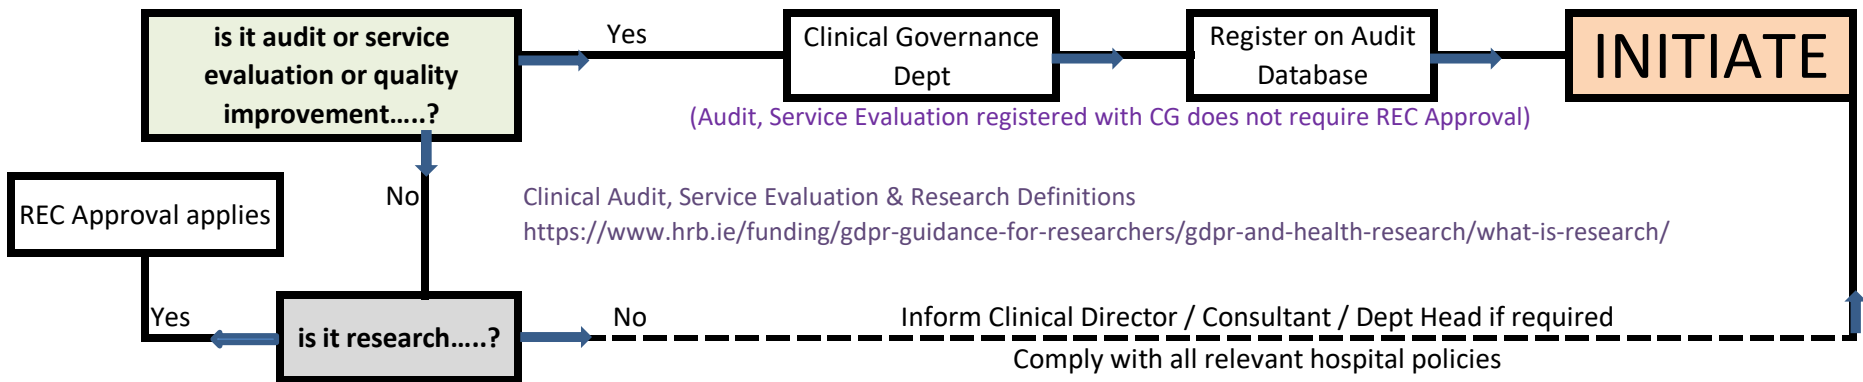 is it audit or service
evaluation or quality
improvement…..?
Yes
Clinical Governance
Dept
Register on Audit
Database
INITIATE
(Audit, Service Evaluation registered with CG does not require REC Approval)
REC Approval applies
No
Clinical Audit, Service Evaluation & Research Definitions
https://www.hrb.ie/funding/gdpr-guidance-for-researchers/gdpr-and-health-research/what-is-research/
Yes
is it research…..?
No
Inform Clinical Director / Consultant / Dept Head if required
Comply with all relevant hospital policies